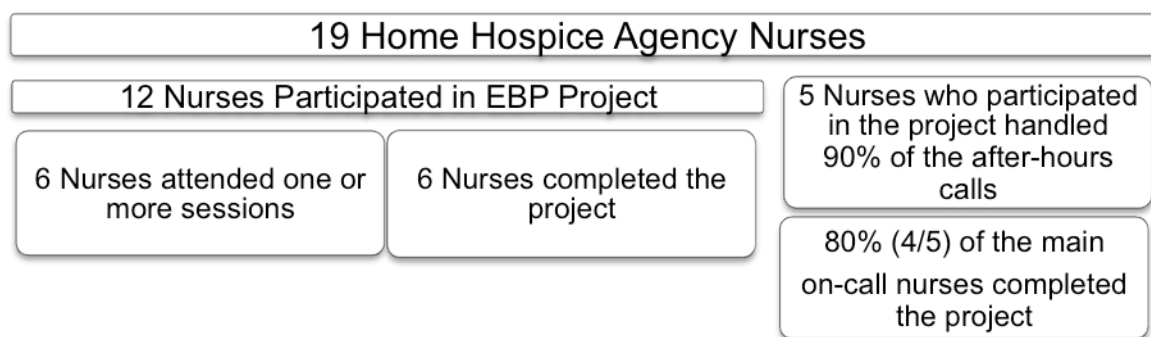 19 Home Hospice Agency Nurses
12 Nurses Participated in EBP Project
6 Nurses attended one or
more sessions
6 Nurses completed the
project
5 Nurses who participated
in the project handled
90% of the after-hours
calls
80% (4/5) of the main
on-call nurses completed
the project